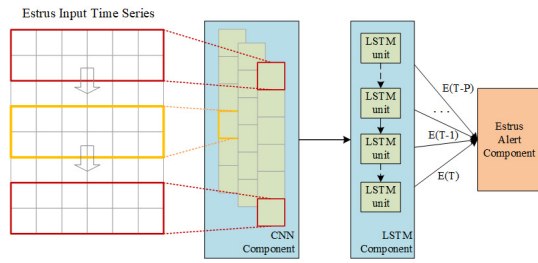 Estrus Input Time Series
CNN
Component
LSTM
unit
LSTM
unit
LSTM
unit
LSTM
unit
LSTM
Component
E(T-P)
...
E(T-1)
E(T)
Estrus
Alert
Component